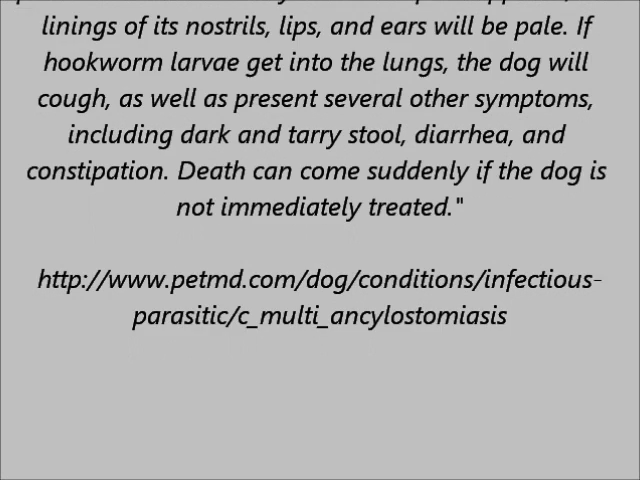 linings of its nostrils, lips, and ears will be pale. If
hookworm larvae get into the lungs, the dog will
cough, as well as present several other symptoms,
including dark and tarry stool, diarrhea, and
constipation. Death can come suddenly if the dog is
not immediately treated."
http://www.petmd.com/dog/conditions/infectious-
parasitic/c_multi_ancylostomiasis